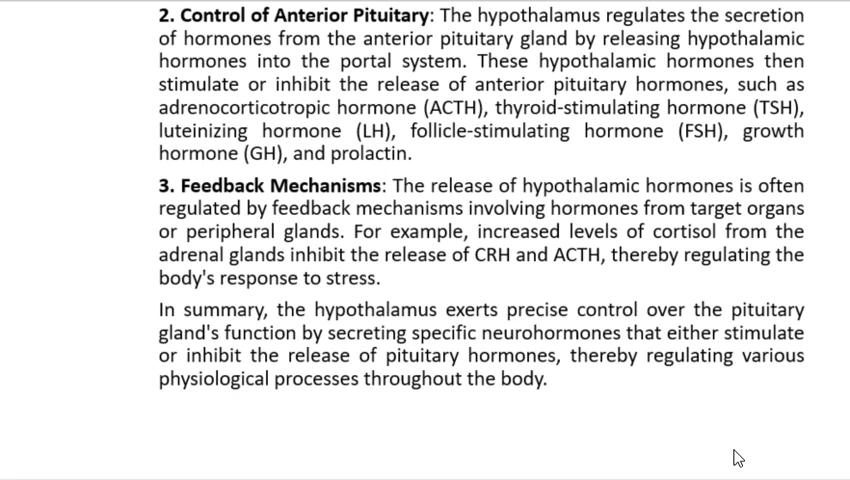 2. Control of Anterior Pituitary: The hypothalamus regulates the secretion
of hormones from the anterior pituitary gland by releasing hypothalamic
hormones into the portal system. These hypothalamic hormones then
stimulate or inhibit the release of anterior pituitary hormones, such as
adrenocorticotropic hormone (ACTH), thyroid-stimulating hormone (TSH),
luteinizing hormone (LH), follicle-stimulating hormone (FSH), growth
hormone (GH), and prolactin.
3. Feedback Mechanisms: The release of hypothalamic hormones is often
regulated by feedback mechanisms involving hormones from target organs
or peripheral glands. For example, increased levels of cortisol from the
adrenal glands inhibit the release of CRH and ACTH, thereby regulating the
body's response to stress.
In summary, the hypothalamus exerts precise control over the pituitary
gland's function by secreting specific neurohormones that either stimulate
or inhibit the release of pituitary hormones, thereby regulating various
physiological processes throughout the body.